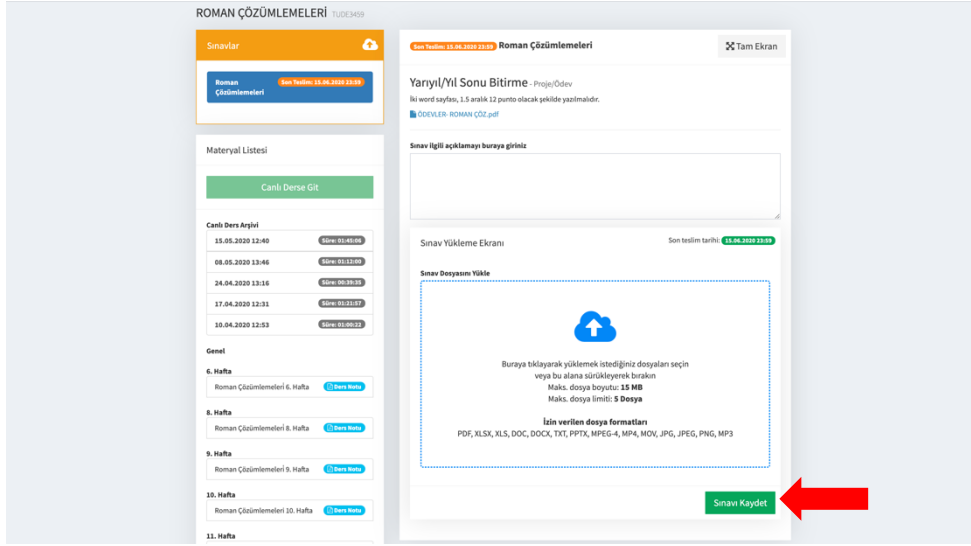 ROMAN ÇÖZÜMLEMELERİ TUDE3459
Sınavlar
Roman Çözümlemeleri
Son Teslim: 15.06.2020 23:59
Materyal Listesi
Canlı Derse Git
Canlı Ders Arşivi
15.05.2020 12:40 Süre: 01:45:06
08.05.2020 13:46 Süre: 01:12:00
24.04.2020 13:16 Süre: 00:39:35
17.04.2020 12:31 Süre: 01:21:57
10.04.2020 12:53 Süre: 01:00:22
Genel
6. Hafta
Roman Çözümlemeleri 6. Hafta Ders Notu
8. Hafta
Roman Çözümlemeleri 8. Hafta Ders Notu
9. Hafta
Roman Çözümlemeleri 9. Hafta Ders Notu
10. Hafta
Roman Çözümlemeleri 10. Hafta Ders Notu
11. Hafta
Son Teslim: 15.06.2020 23:59 Roman Çözümlemeleri
Tam Ekran
Yarıyıl/Yıl Sonu Bitirme - Proje/Ödev
İki word sayfası, 1.5 aralık 12 punto olacak şekilde yazılmalıdır.
ÖDEVLER- ROMAN ÇÖZ.pdf
Sınav ilgili açıklamayı buraya giriniz
Sınav Yükleme Ekranı
Son teslim tarihi: 15.06.2020 23:59
Sınav Dosyasını Yükle
Buraya tıklayarak yüklemek istediğiniz dosyaları seçin
veya bu alana sürükleyerek bırakın
Maks. dosya boyutu: 15 MB
Maks. dosya limiti: 5 Dosya
İzin verilen dosya formatları
PDF, XLSX, XLS, DOC, DOCX, TXT, PPTX, MPEG-4, MP4, MOV, JPG, JPEG, PNG, MP3
Sınavı Kaydet